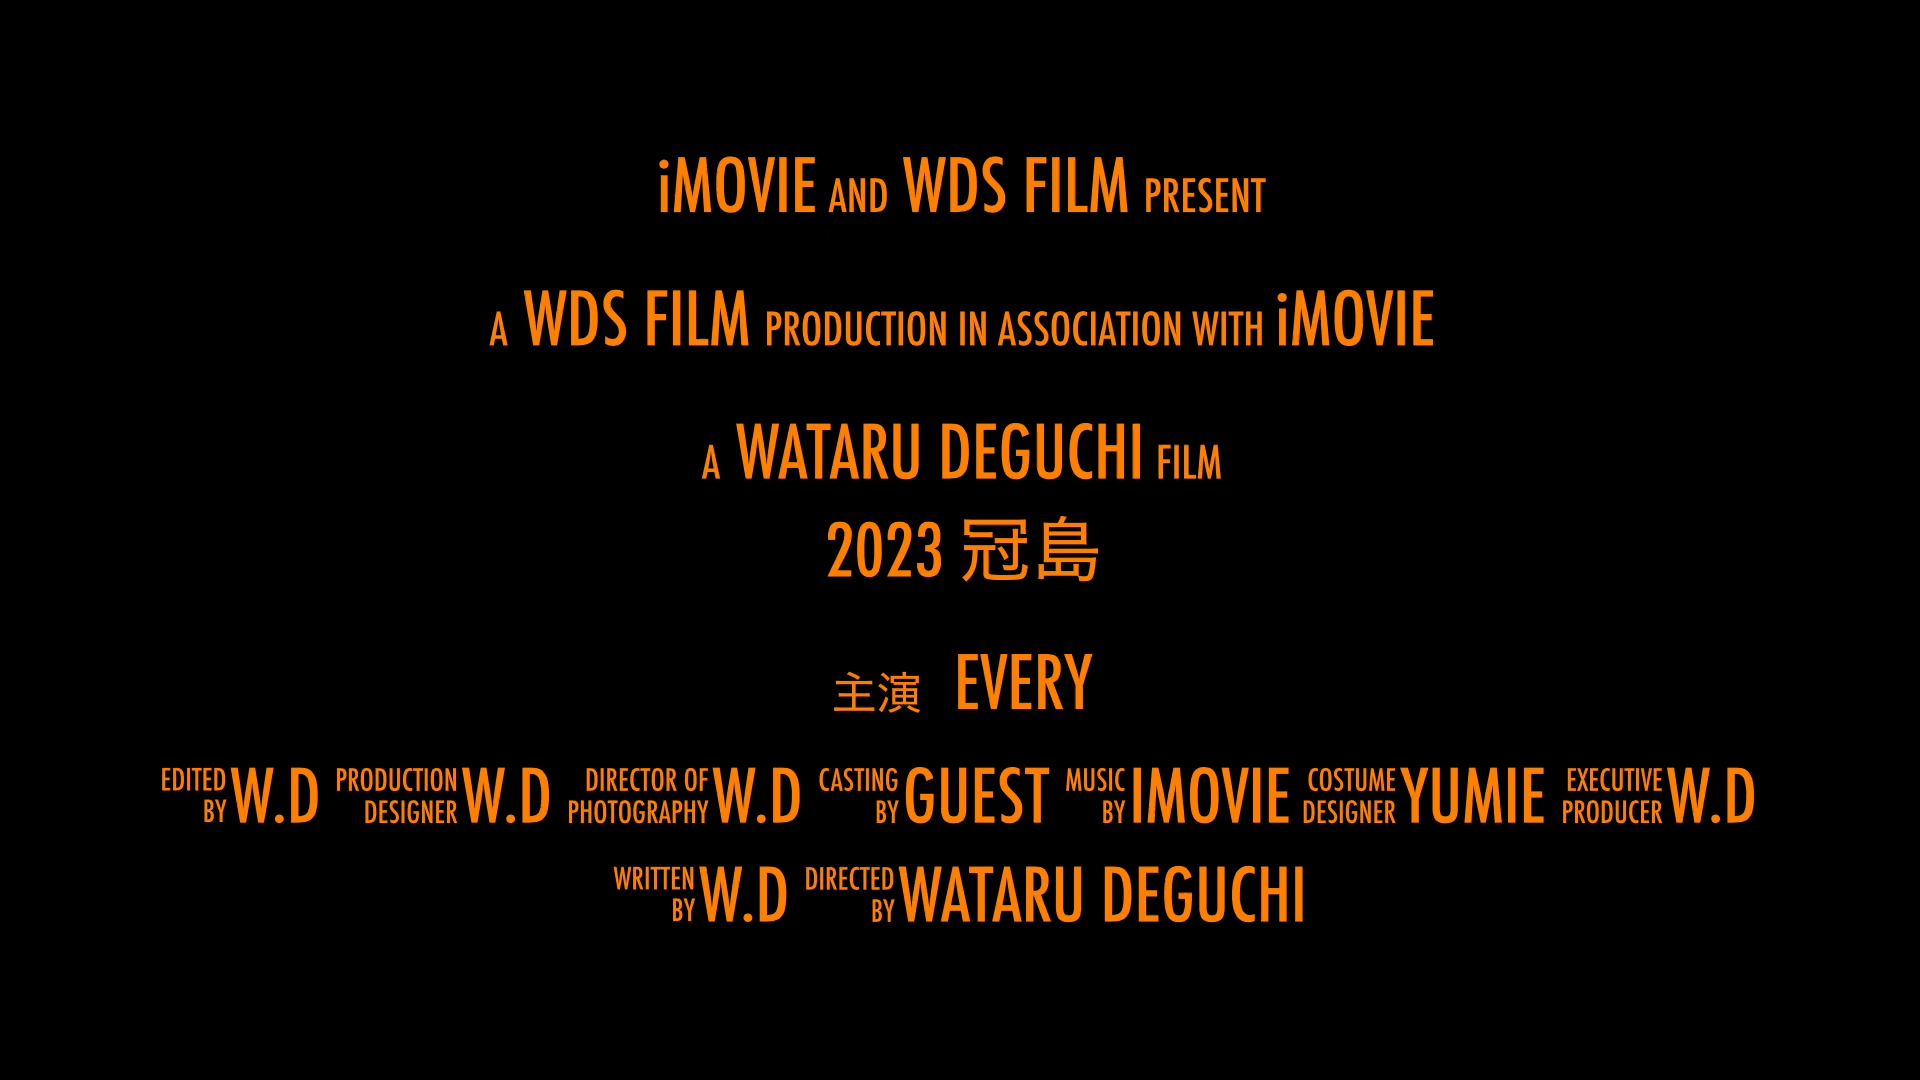 iMOVIE AND WDS FILM PRESENT
A WDS FILM PRODUCTION IN ASSOCIATION WITH iMOVIE
A WATARU DEGUCHI FILM
2023 冠島
主演 EVERY
EDITED BY W.D PRODUCTION DESIGNER W.D DIRECTOR OF PHOTOGRAPHY W.D CASTING BY GUEST MUSIC BY IMOVIE COSTUME DESIGNER YUMIE EXECUTIVE PRODUCER W.D
WRITTEN BY W.D DIRECTED BY WATARU DEGUCHI